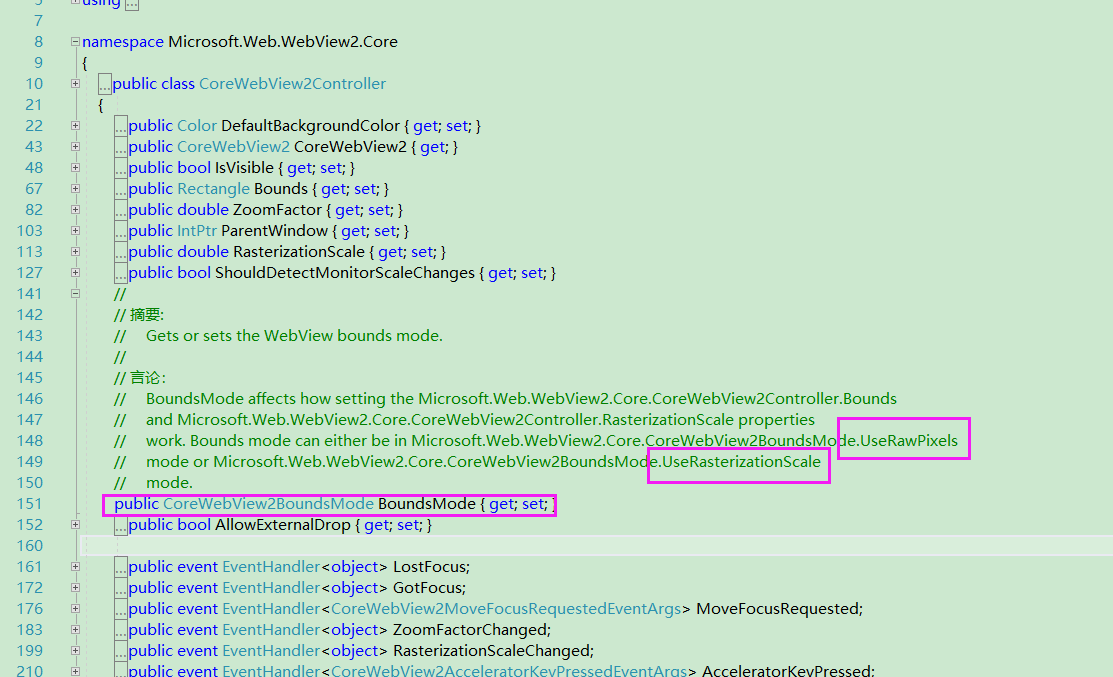 5 using ...
7
8 namespace Microsoft.Web.WebView2.Core
9 {
10 ...public class CoreWebView2Controller
21 {
22 ...public Color DefaultBackgroundColor { get; set; }
43 ...public CoreWebView2 CoreWebView2 { get; }
48 ...public bool IsVisible { get; set; }
67 ...public Rectangle Bounds { get; set; }
82 ...public double ZoomFactor { get; set; }
103 ...public IntPtr ParentWindow { get; set; }
113 ...public double RasterizationScale { get; set; }
127 ...public bool ShouldDetectMonitorScaleChanges { get; set; }
141 //
142 // 摘要:
143 // Gets or sets the WebView bounds mode.
144 //
145 // 言论:
146 // BoundsMode affects how setting the Microsoft.Web.WebView2.Core.CoreWebView2Controller.Bounds
147 // and Microsoft.Web.WebView2.Core.CoreWebView2Controller.RasterizationScale properties
148 // work. Bounds mode can either be in Microsoft.Web.WebView2.Core.CoreWebView2BoundsMode.UseRawPixels
149 // mode or Microsoft.Web.WebView2.Core.CoreWebView2BoundsMode.UseRasterizationScale
150 // mode.
151 public CoreWebView2BoundsMode BoundsMode { get; set; }
152 ...public bool AllowExternalDrop { get; set; }
160
161 ...public event EventHandler<object> LostFocus;
172 ...public event EventHandler<object> GotFocus;
176 ...public event EventHandler<CoreWebView2MoveFocusRequestedEventArgs> MoveFocusRequested;
183 ...public event EventHandler<object> ZoomFactorChanged;
199 ...public event EventHandler<object> RasterizationScaleChanged;
210 ...public event EventHandler<CoreWebView2AcceleratorKeyPressedEventArgs> AcceleratorKeyPressed;